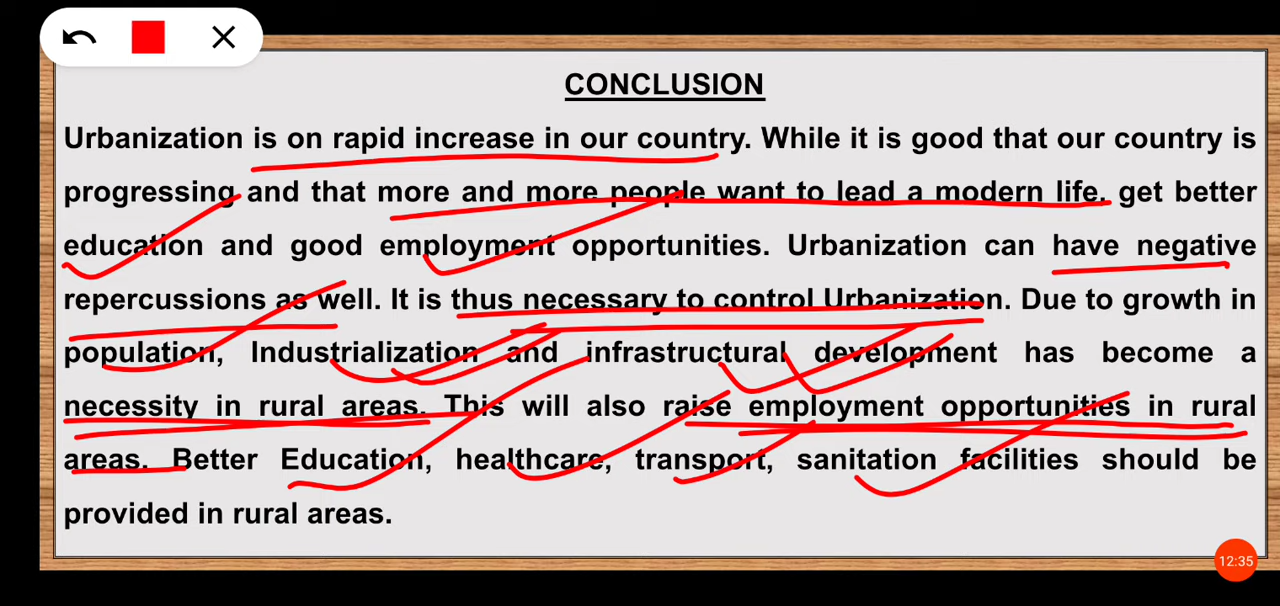 CONCLUSION
Urbanization is on rapid increase in our country. While it is good that our country is
progressing and that more and more people want to lead a modern life, get better
education and good employment opportunities. Urbanization can have negative
repercussions as well. It is thus necessary to control Urbanization. Due to growth in
population, Industrialization and infrastructural development has become a
necessity in rural areas. This will also raise employment opportunities in rural
areas. Better Education, healthcare, transport, sanitation facilities should be
provided in rural areas.
12:35